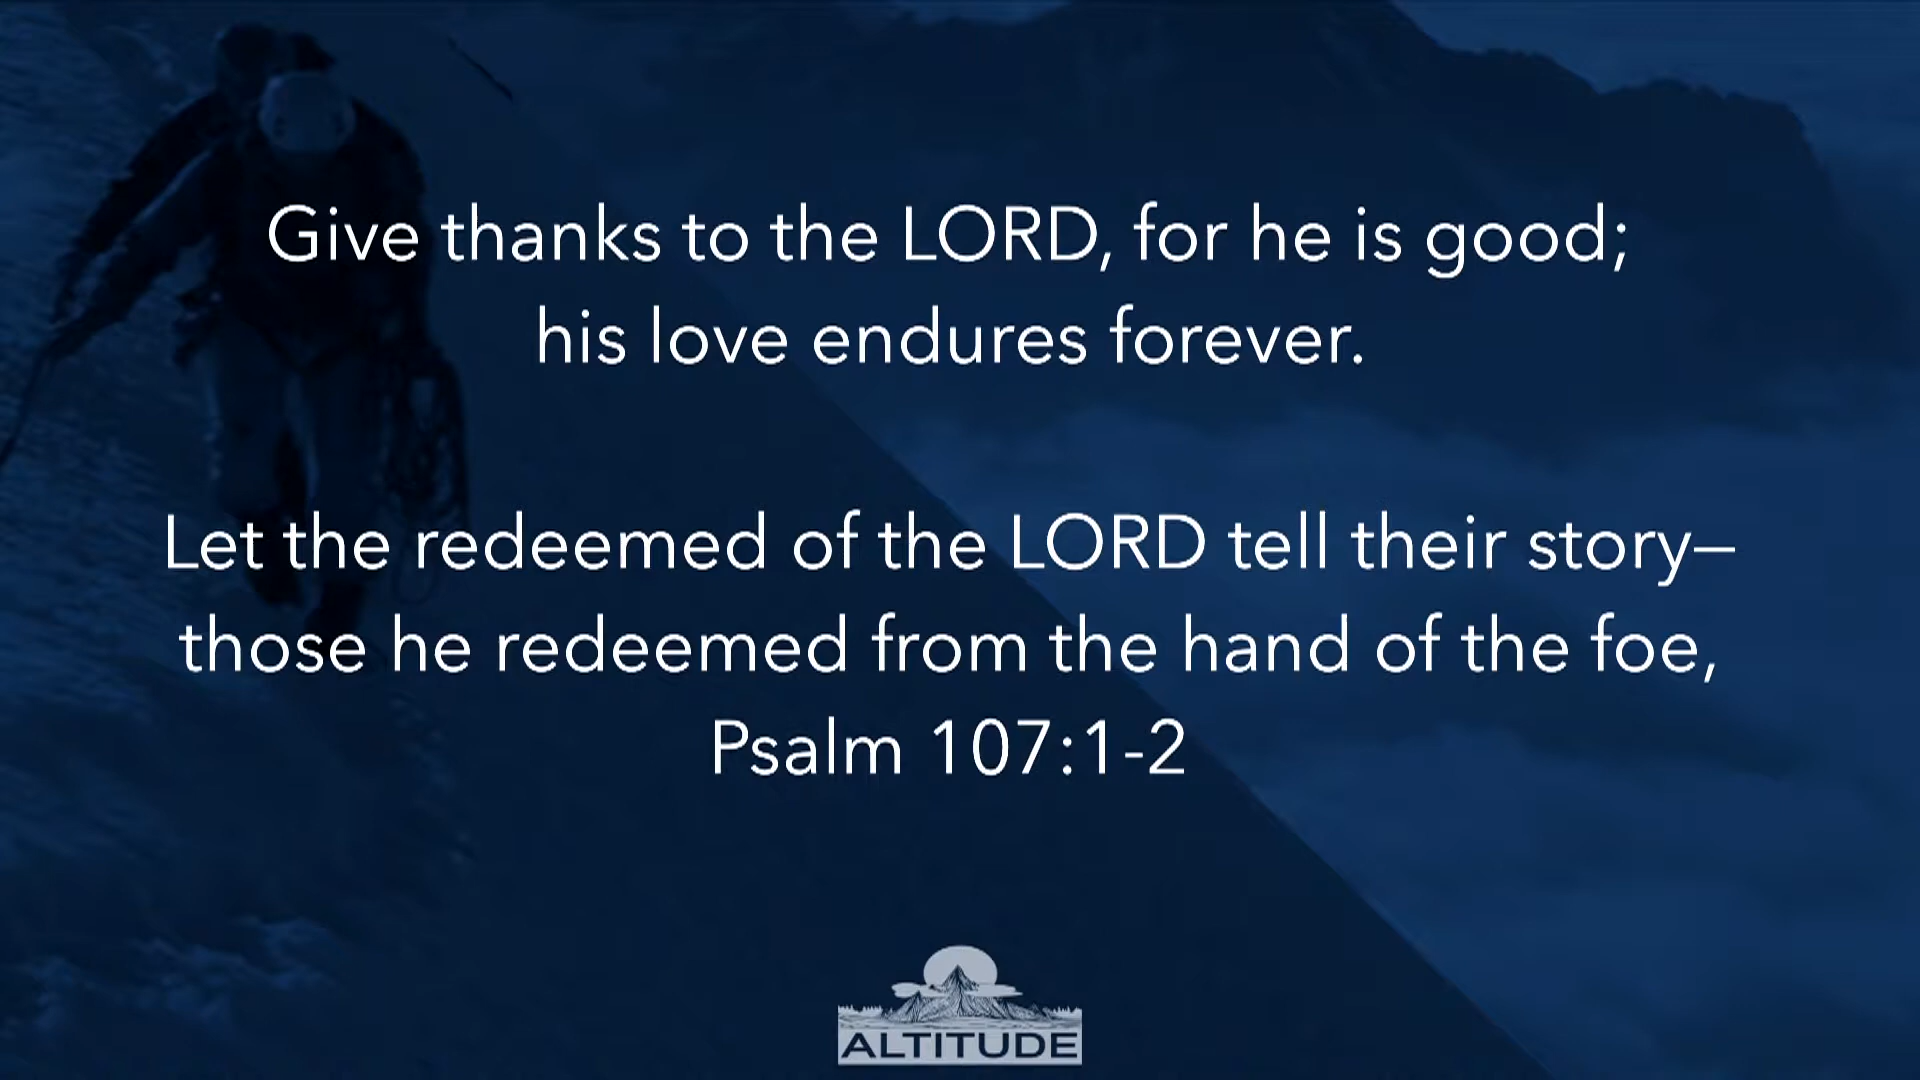 Give thanks to the LORD, for he is good;
his love endures forever.
Let the redeemed of the LORD tell their story—
those he redeemed from the hand of the foe,
Psalm 107:1-2
ALTITUDE